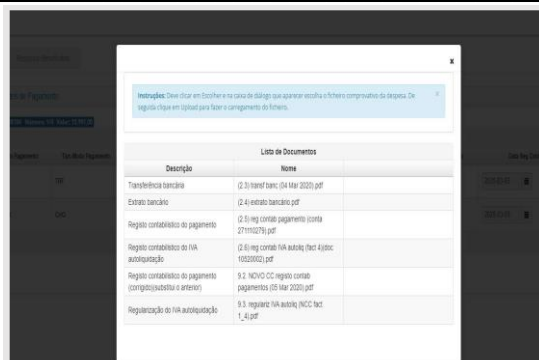 x
Instruções: Deve clicar em Escolher e na caixa de diálogo que aparecer escolha o ficheiro comprovativo da despesa. De
seguida clique em Upload para fazer o carregamento do ficheiro.
x
Lista de Documentos
Descrição Nome
Transferência bancária (2.3) transf banc (04 Mar 2020).pdf
Extrato bancário (2.4) extrato bancário.pdf
Registo contabilístico do pagamento (2.5) reg contab pagamento (conta
271110279).pdf
Registo contabilístico do IVA
autoliquidação
(2.6) reg contab IVA autoliq (fact 4)(doc
10520002).pdf
Registo contabilístico do pagamento
(corrigido)(substitui o anterior)
9.2. NOVO CC registo contab
pagamentos (05 Mar 2020).pdf
Regularização do IVA autoliquidação 9.3. regulariz IVA autoliq (NCC fact
1_4).pdf
Tipo Modo Pagamento